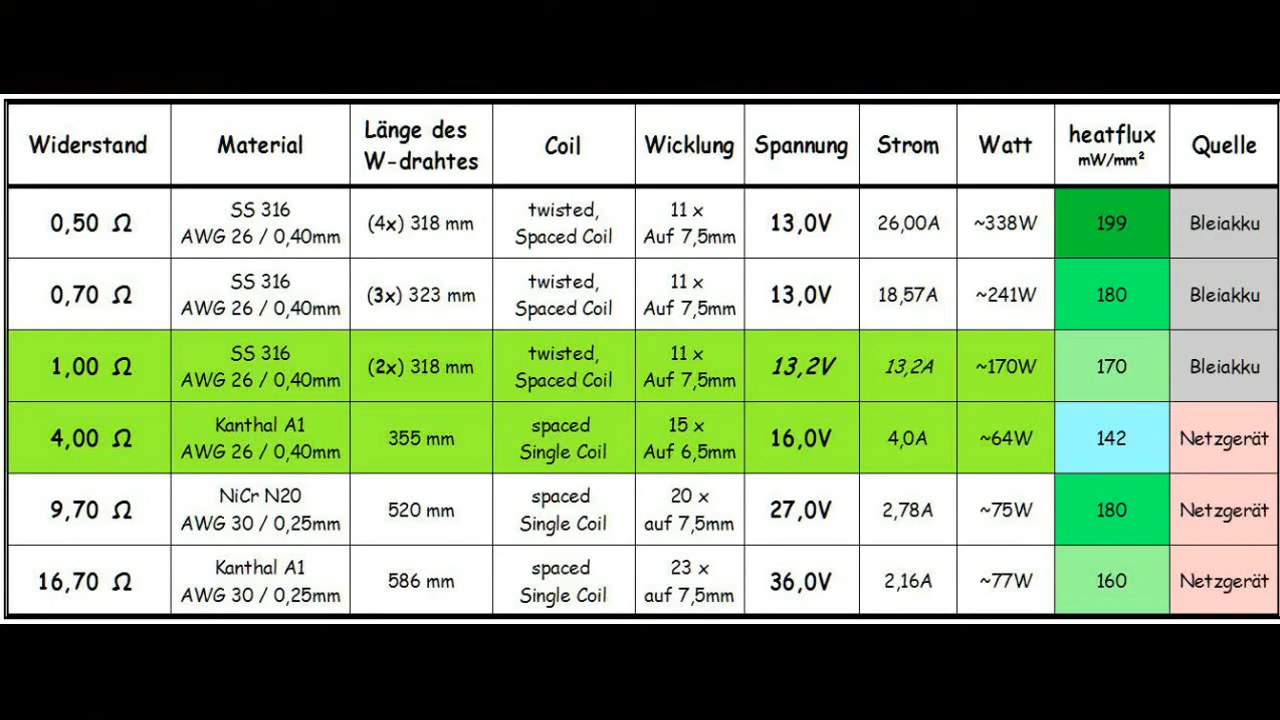 Widerstand Material Länge des W-drahtes Coil Wicklung Spannung Strom Watt heatflux mW/mm² Quelle
0,50 Ω SS 316 AWG 26 / 0,40mm (4x) 318 mm twisted, Spaced Coil 11 x Auf 7,5mm 13,0V 26,00A ~338W 199 Bleiakku
0,70 Ω SS 316 AWG 26 / 0,40mm (3x) 323 mm twisted, Spaced Coil 11 x Auf 7,5mm 13,0V 18,57A ~241W 180 Bleiakku
1,00 Ω SS 316 AWG 26 / 0,40mm (2x) 318 mm twisted, Spaced Coil 11 x Auf 7,5mm 13,2V 13,2A ~170W 170 Bleiakku
4,00 Ω Kanthal A1 AWG 26 / 0,40mm 355 mm spaced Single Coil 15 x Auf 6,5mm 16,0V 4,0A ~64W 142 Netzgerät
9,70 Ω NiCr N20 AWG 30 / 0,25mm 520 mm spaced Single Coil 20 x auf 7,5mm 27,0V 2,78A ~75W 180 Netzgerät
16,70 Ω Kanthal A1 AWG 30 / 0,25mm 586 mm spaced Single Coil 23 x auf 7,5mm 36,0V 2,16A ~77W 160 Netzgerät